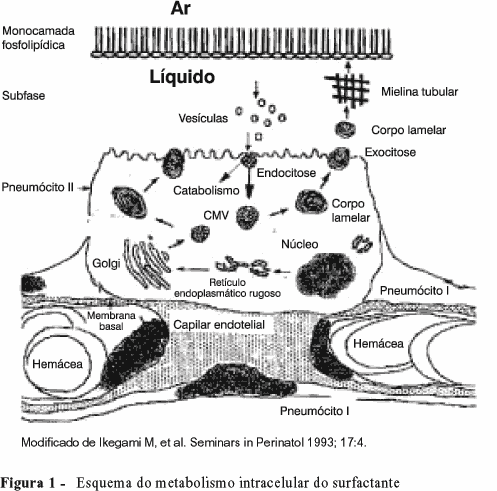 Ar
Monocamada
fosfolipídica
Líquido
Subfase
Mielina tubular
Vesículas
Corpo lamelar
Exocitose
Endocitose
Catabolismo
Pneumócito II
CMV
Corpo
lamelar
Núcleo
Golgi
Retículo
endoplasmático rugoso
Pneumócito I
Membrana
basal
Capilar endotelial
Hemácea
Hemácea
Pneumócito I
Modificado de Ikegami M, et al. Seminars in Perinatol 1993; 17:4.
Figura 1 - Esquema do metabolismo intracelular do surfactante